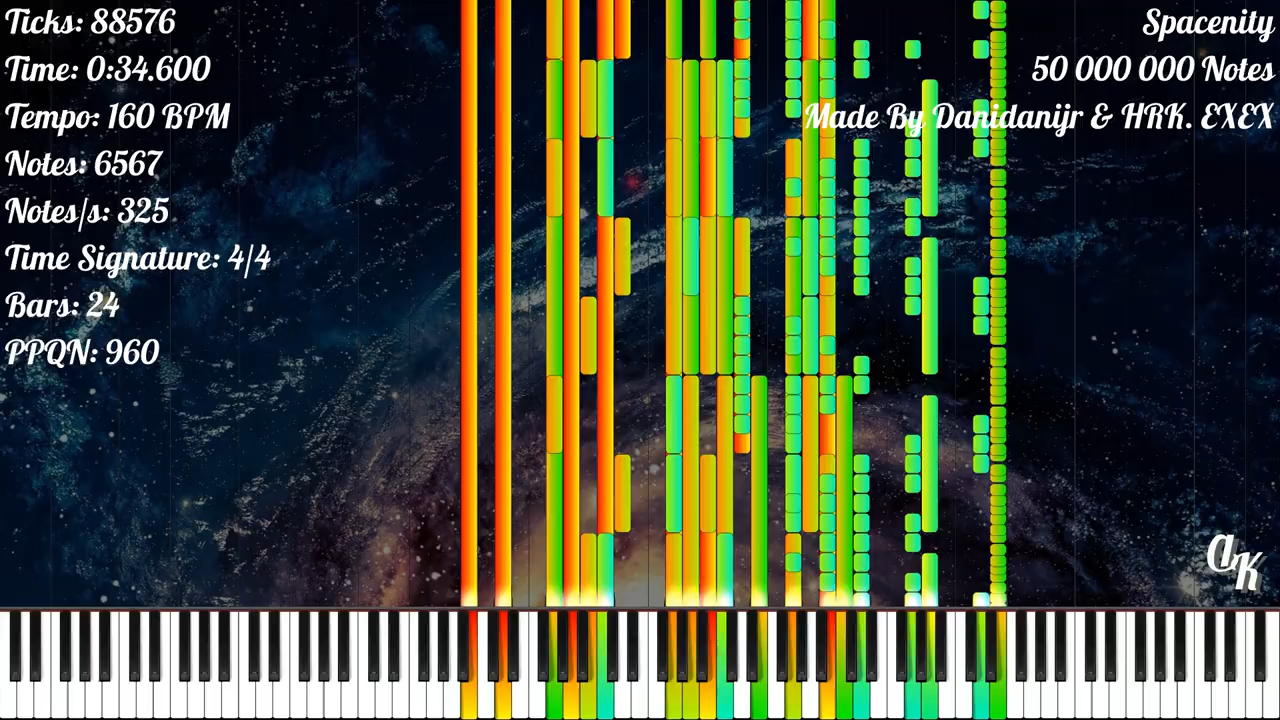 Ticks: 88576
Time: 0:34.600
Tempo: 160 BPM
Notes: 6567
Notes/s: 325
Time Signature: 4/4
Bars: 24
PPQN: 960
Spacenity
50 000 000 Notes
Made By Danidanijr & HRK. EXEX
AK